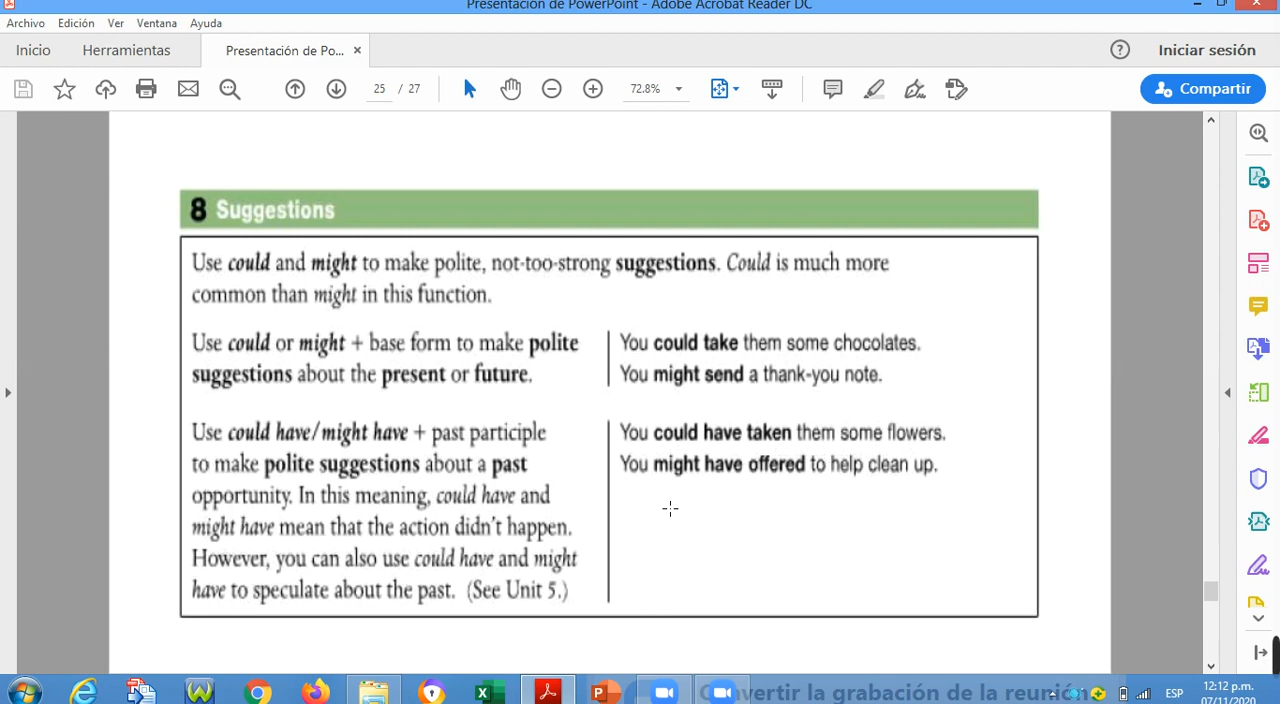 Presentación de PowerPoint - Adobe Acrobat Reader DC
Archivo Edición Ver Ventana Ayuda
Inicio Herramientas Presentación de Po... × Iniciar sesión
25 / 27 72.8% Compartir
8 Suggestions
Use could and might to make polite, not-too-strong suggestions. Could is much more
common than might in this function.
Use could or might + base form to make polite
suggestions about the present or future.
You could take them some chocolates.
You might send a thank-you note.
Use could have/might have + past participle
to make polite suggestions about a past
opportunity. In this meaning, could have and
might have mean that the action didn't happen.
However, you can also use could have and might
have to speculate about the past. (See Unit 5.)
You could have taken them some flowers.
You might have offered to help clean up.
Convertir la grabación de la reunión
ESP
12:12 p.m.
07/11/2020